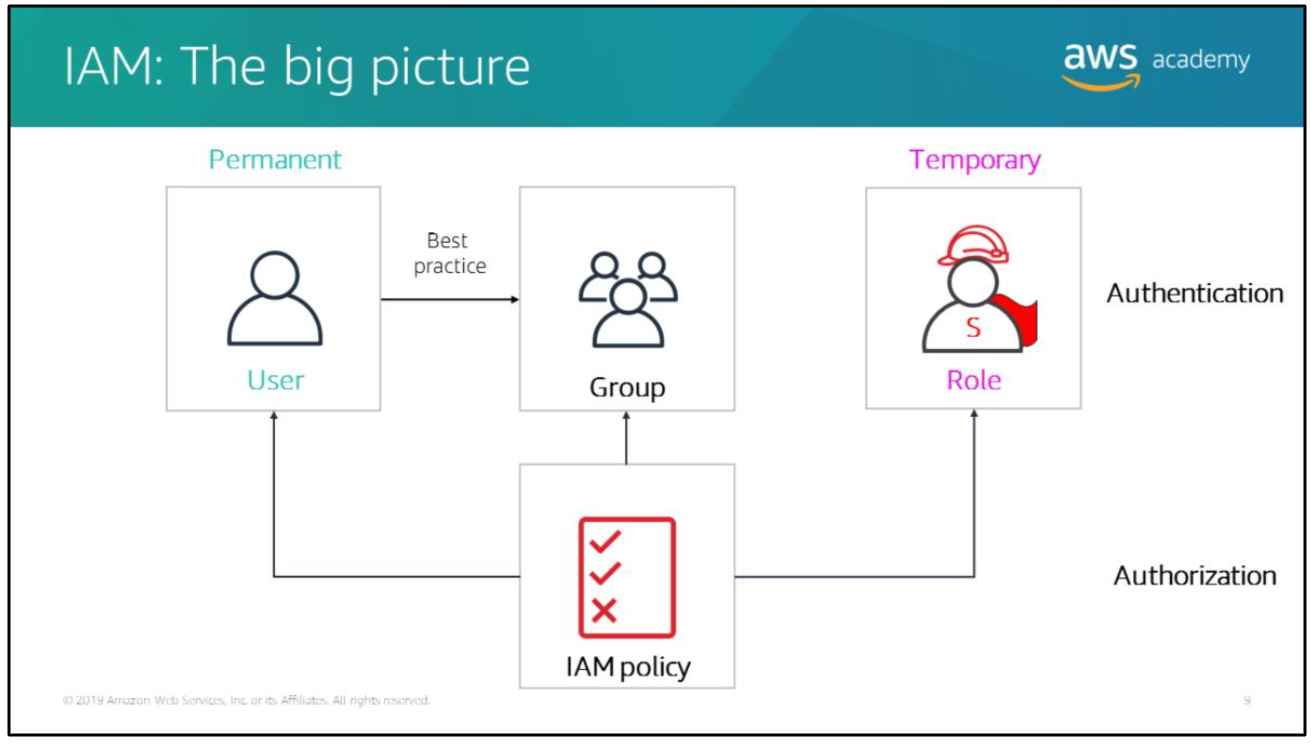 IAM: The big picture
aws academy
Permanent
Temporary
Best
practice
S
User
Group
Role
Authentication
Authorization
IAM policy
© 2019 Amazon Web Services, Inc. or its Affiliates. All rights reserved.
9